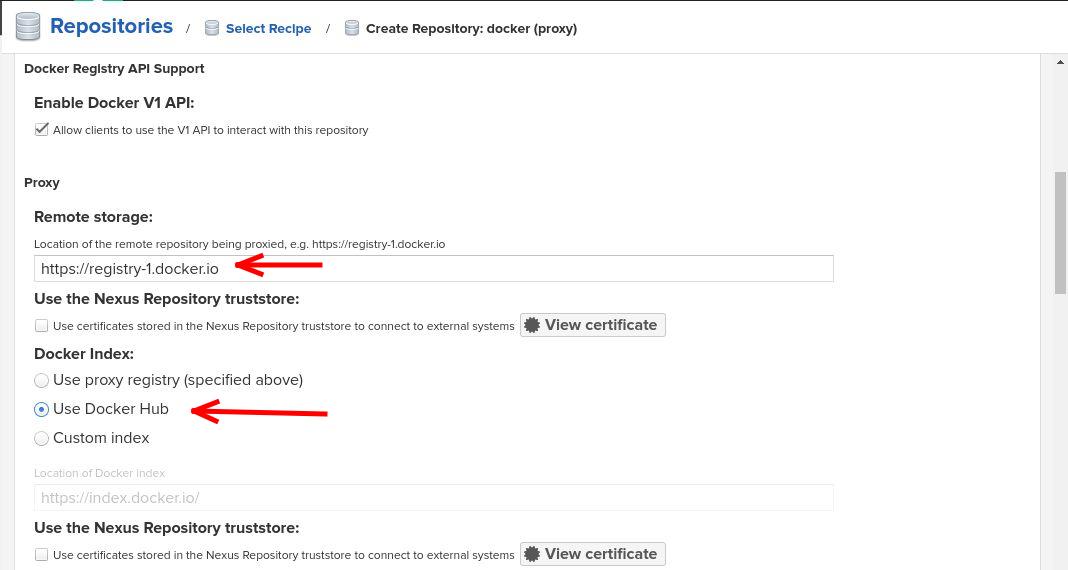 Repositories / Select Recipe / Create Repository: docker (proxy)
Docker Registry API Support
Enable Docker V1 API:
Allow clients to use the V1 API to interact with this repository
Proxy
Remote storage:
Location of the remote repository being proxied, e.g. https://registry-1.docker.io
https://registry-1.docker.io
Use the Nexus Repository truststore:
Use certificates stored in the Nexus Repository truststore to connect to external systems View certificate
Docker Index:
Use proxy registry (specified above)
Use Docker Hub
Custom index
Location of Docker index
https://index.docker.io/
Use the Nexus Repository truststore:
Use certificates stored in the Nexus Repository truststore to connect to external systems View certificate